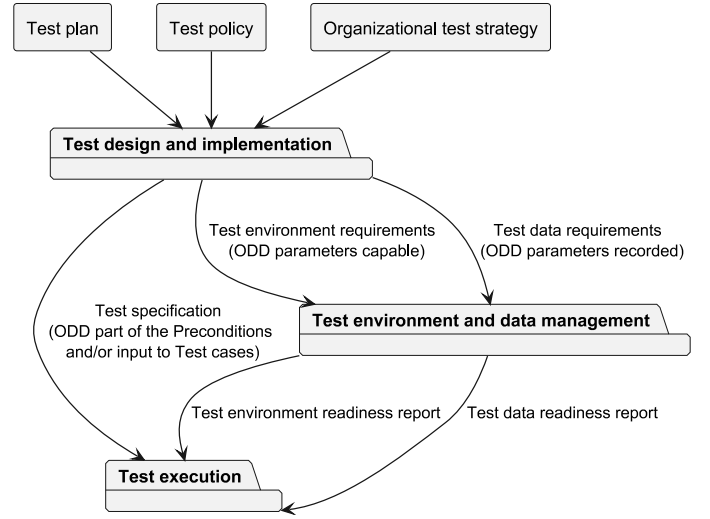 Test plan
Test policy
Organizational test strategy
Test design and implementation
Test environment requirements
(ODD parameters capable)
Test data requirements
(ODD parameters recorded)
Test specification
(ODD part of the Preconditions
and/or input to Test cases)
Test environment and data management
Test environment readiness report
Test data readiness report
Test execution